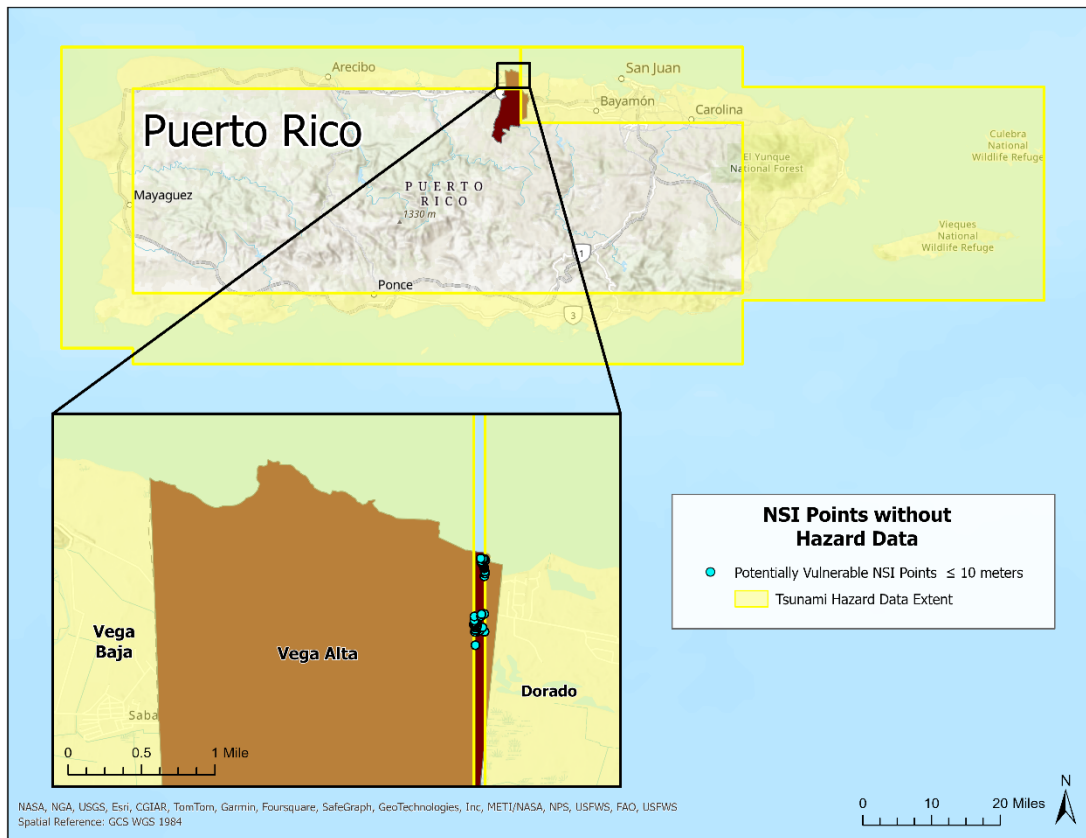 Arecibo
San Juan
Bayamón
Carolina
Puerto Rico
El Yunque
National Forest
Culebra
National
Wildlife Refuge
Mayaguez
PUERTO
RICO
1330 m
Vieques
National
Wildlife Refuge
1
Ponce
3
NSI Points without
Hazard Data
Potentially Vulnerable NSI Points ≤ 10 meters
Tsunami Hazard Data Extent
Vega
Baja
Vega Alta
Dorado
Saba
0 0.5 1 Mile
NASA, NGA, USGS, Esri, CGIAR, TomTom, Garmin, Foursquare, SafeGraph, GeoTechnologies, Inc, METI/NASA, NPS, USFWS, FAO, USFWS
Spatial Reference: GCS WGS 1984
N
0 10 20 Miles